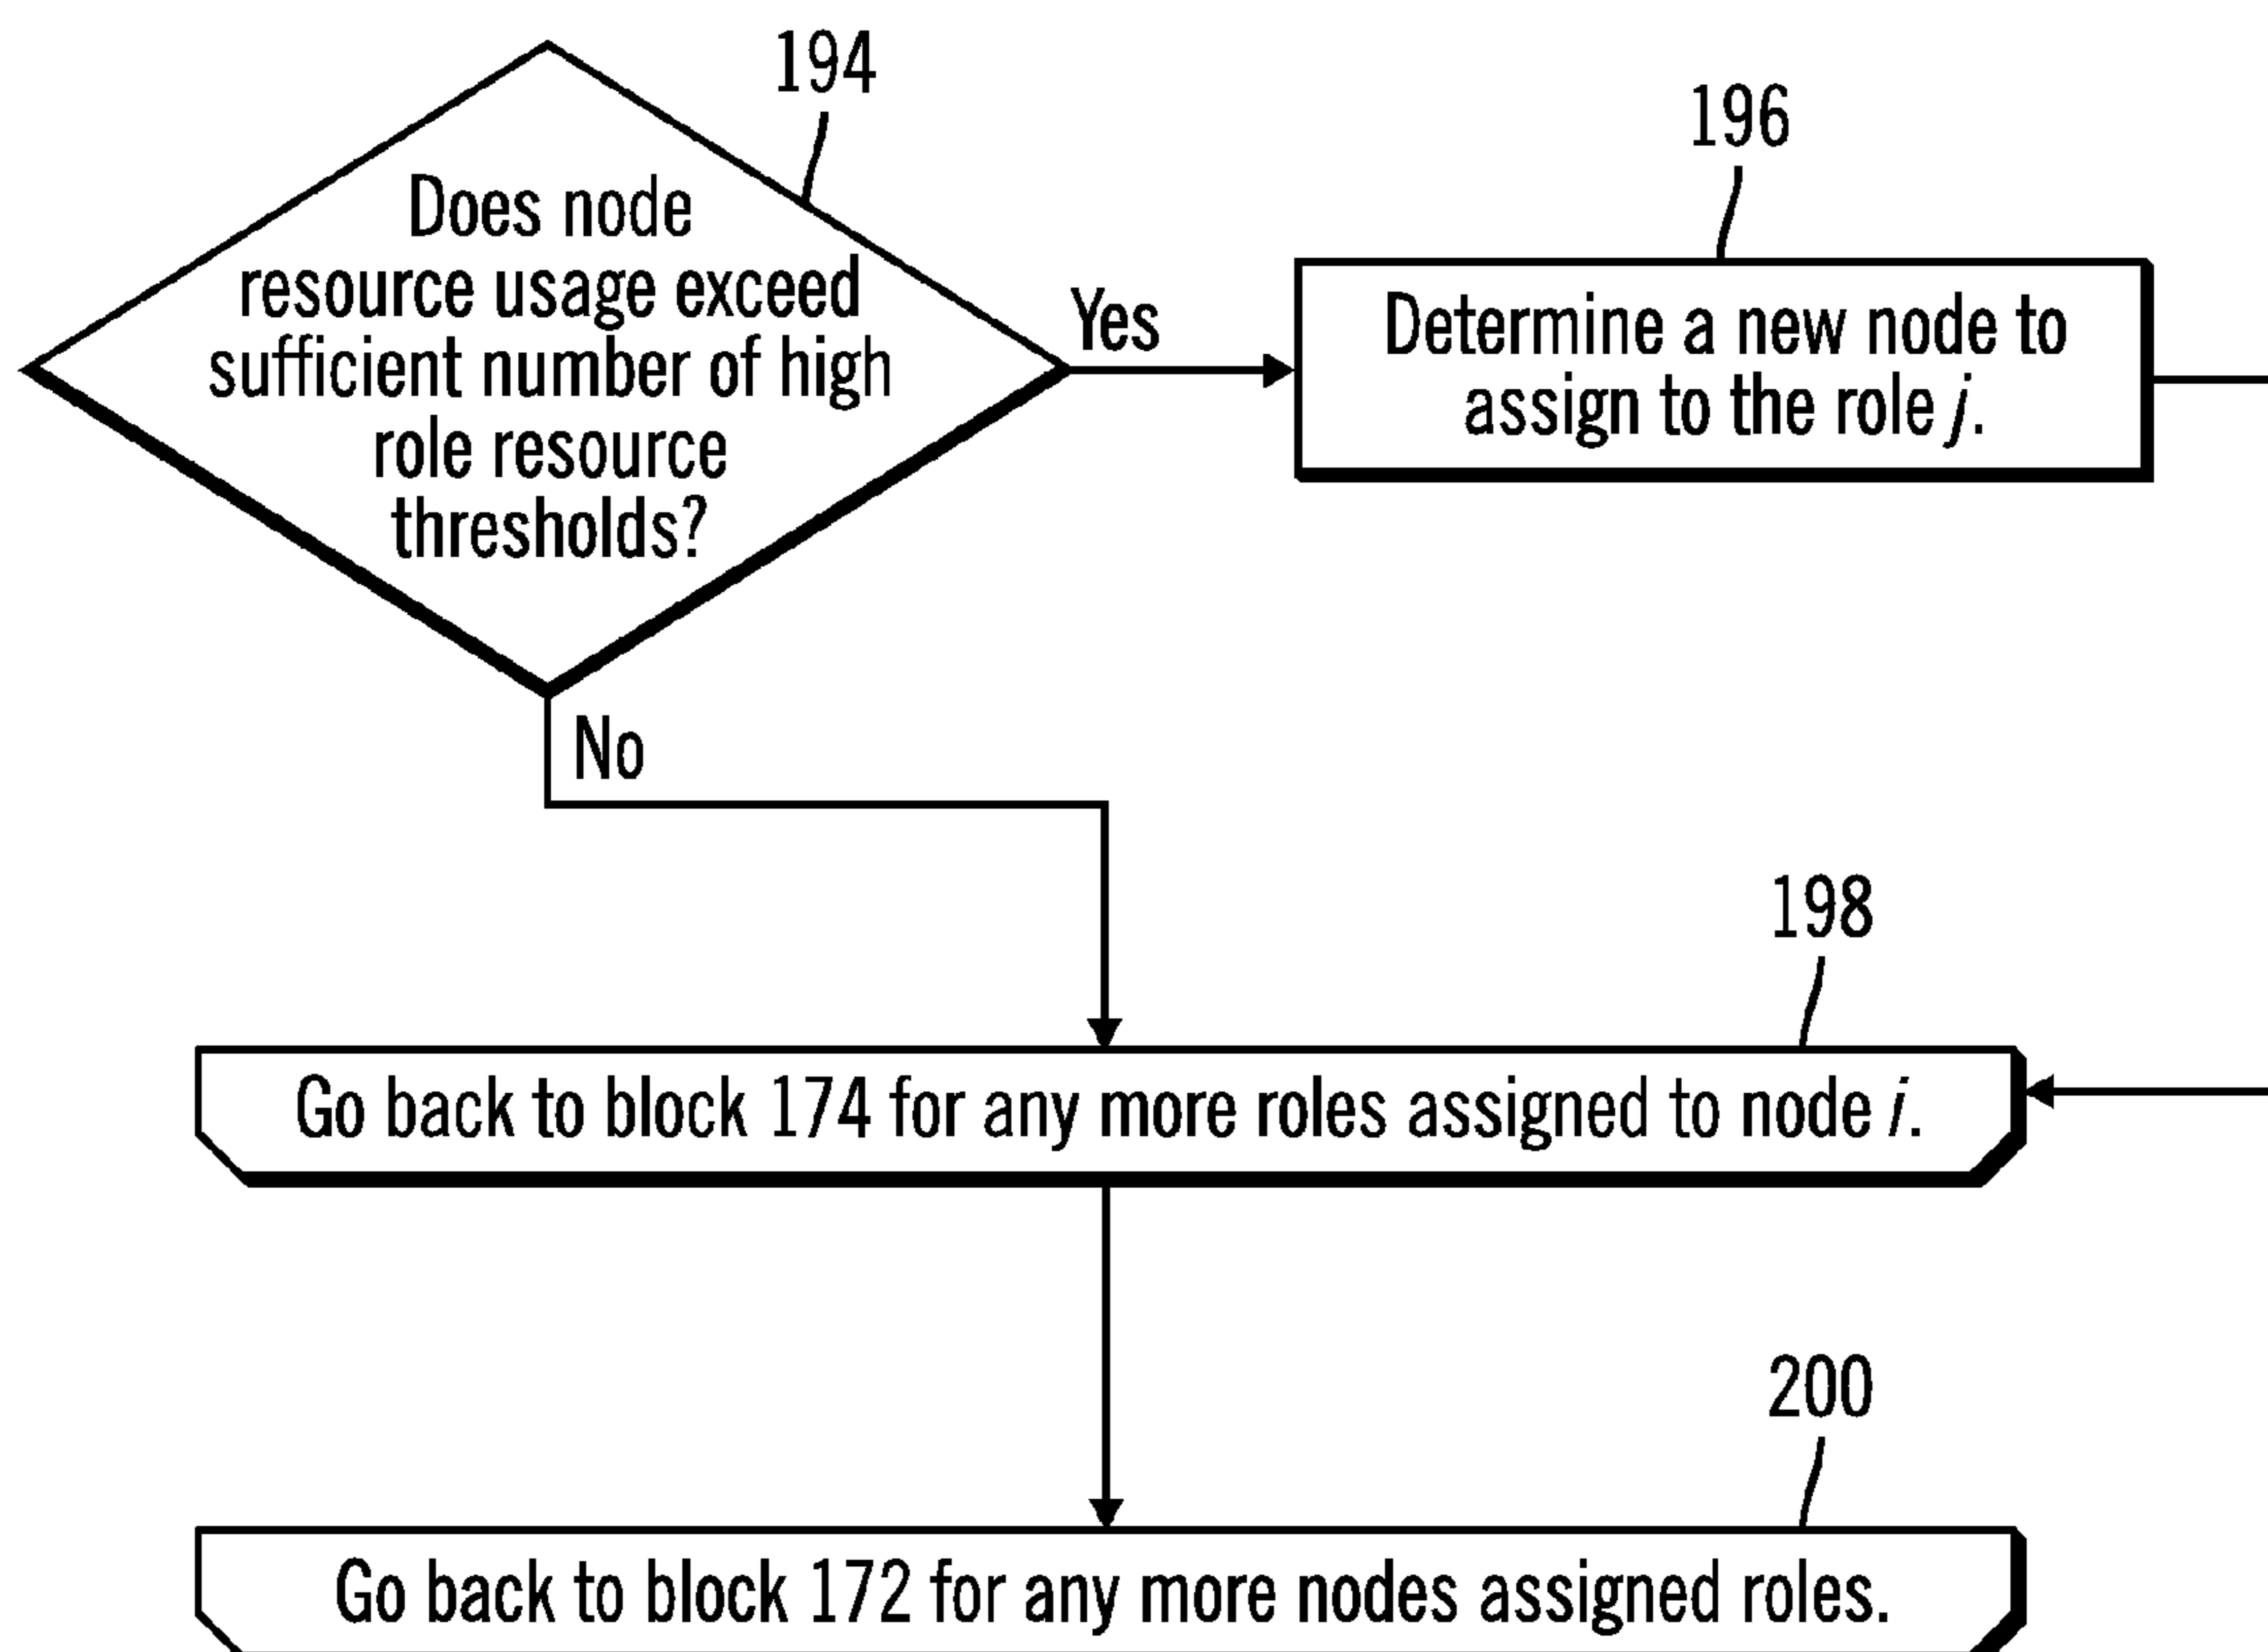 194
Does node
resource usage exceed
sufficient number of high
role resource
thresholds?
Yes
196
Determine a new node to
assign to the role j.
No
198
Go back to block 174 for any more roles assigned to node i.
200
Go back to block 172 for any more nodes assigned roles.